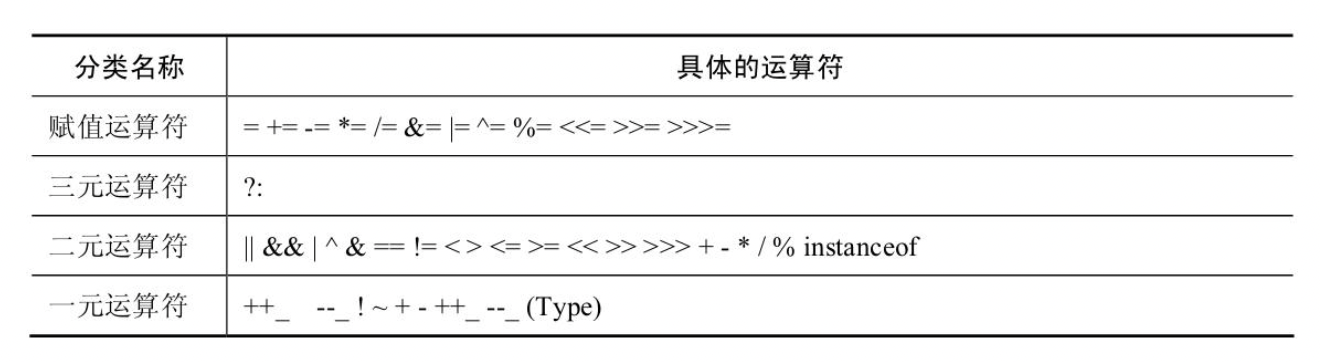 分类名称 具体的运算符
赋值运算符 = += -= *= /= &= |= ^= %= <<= >>= >>>=
三元运算符 ?:
二元运算符 || && | ^ & == != < > <= >= << >> >>> + - * / % instanceof
一元运算符 ++_ --_ ! ~ + - ++_ --_ (Type)